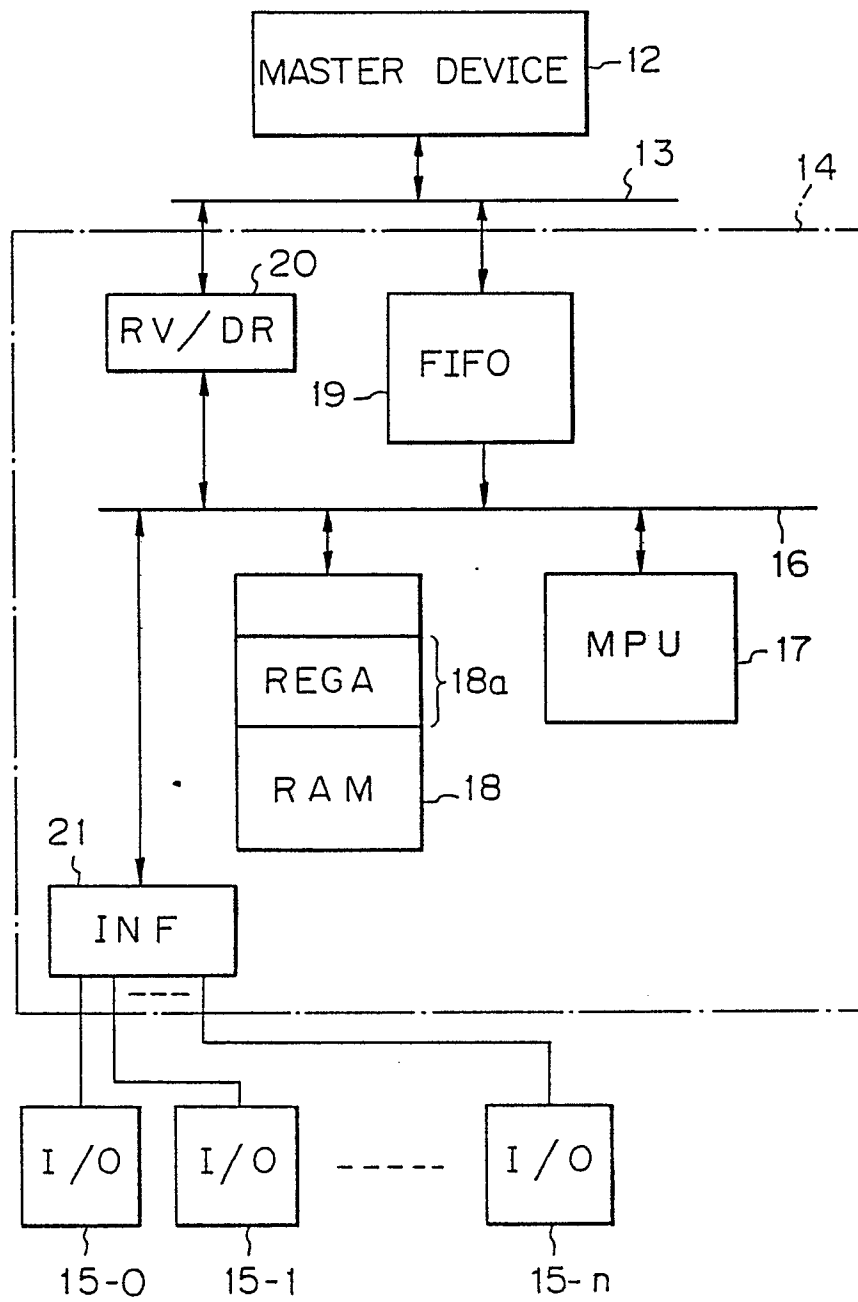 MASTER DEVICE
12
13
14
20
RV/DR
FIFO
19
16
REGA
18a
MPU
17
RAM
18
21
INF
I/O
I/O
I/O
15-0
15-1
15-n